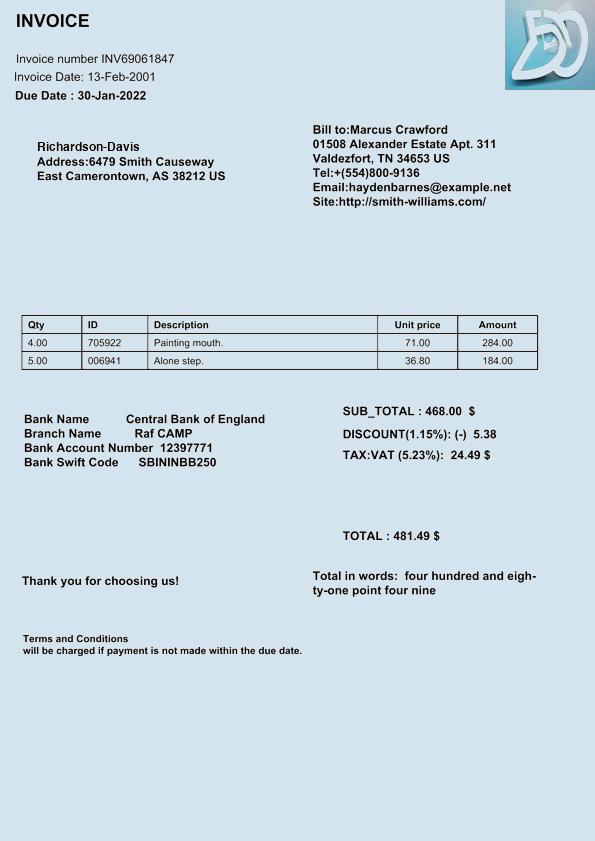 INVOICE
Invoice number INV69061847
Invoice Date: 13-Feb-2001
Due Date : 30-Jan-2022
Richardson-Davis
Address:6479 Smith Causeway
East Camerontown, AS 38212 US
Bill to:Marcus Crawford
01508 Alexander Estate Apt. 311
Valdezfort, TN 34653 US
Tel:+(554)800-9136
Email:haydenbarnes@example.net
Site:http://smith-williams.com/
Qty ID Description Unit price Amount
4.00 705922 Painting mouth. 71.00 284.00
5.00 006941 Alone step. 36.80 184.00
Bank Name Central Bank of England
Branch Name Raf CAMP
Bank Account Number 12397771
Bank Swift Code SBININBB250
SUB_TOTAL : 468.00 $
DISCOUNT(1.15%): (-) 5.38
TAX:VAT (5.23%): 24.49 $
TOTAL : 481.49 $
Thank you for choosing us!
Total in words: four hundred and eigh-
ty-one point four nine
Terms and Conditions
will be charged if payment is not made within the due date.